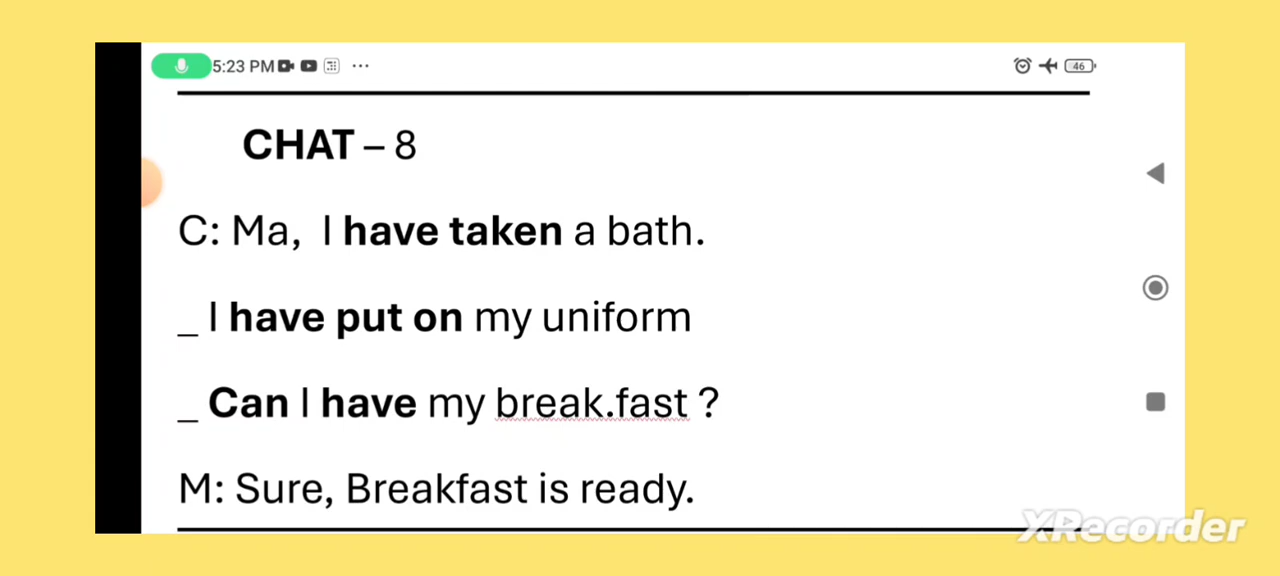 5:23 PM ...
46
CHAT – 8
C: Ma, I have taken a bath.
_ I have put on my uniform
_ Can I have my break.fast ?
M: Sure, Breakfast is ready.
XRecorder